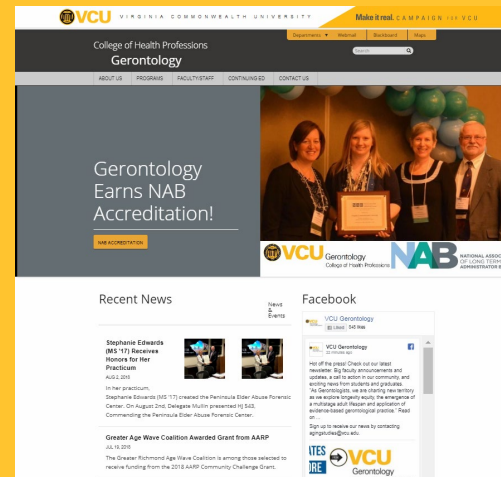 VCU VIRGINIA COMMONWEALTH UNIVERSITY
Make it real. CAMPAIGN FOR VCU
Departments Webmail Blackboard Maps
College of Health Professions
Gerontology
Search
ABOUT US PROGRAMS FACULTY/STAFF CONTINUING ED CONTACT US
Gerontology
Earns NAB
Accreditation!
NAB ACCREDITATION
VCU Gerontology
College of Health Professions
NAB NATIONAL ASSOC
OF LONG TERM
ADMINISTRATOR B
Recent News
News
&
Events
Stephanie Edwards
(MS '17) Receives
Honors for Her
Practicum
AUG 2, 2018
In her practicum,
Stephanie Edwards (MS '17) created the Peninsula Elder Abuse Forensic
Center. On August 2nd, Delegate Mullin presented HJ 543,
Commending the Peninsula Elder Abuse Forensic Center.
Greater Age Wave Coalition Awarded Grant from AARP
JUL 19, 2018
The Greater Richmond Age Wave Coalition is among those selected to
receive funding from the 2018 AARP Community Challenge Grant.
Facebook
VCU Gerontology
Liked
VCU Gerontology
Hot off the press! Check out our latest
newsletter. Big faculty announcements and
updates, a call to action in our community, and
exciting news from students and graduates.
"As Gerontologists, we are charting new territory
as we explore longevity equity, the emergence of
a multistage adult lifespan and application of
evidence-based gerontological practice." Read
on ...
Sign up to receive our news by contacting
agingstudies@vcu.edu.
VCU
Gerontology